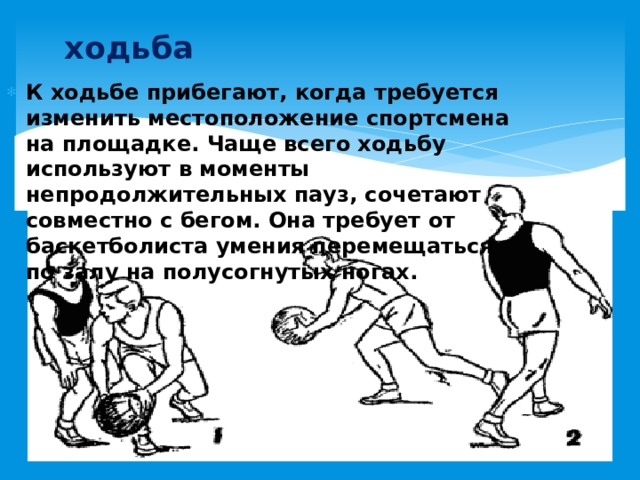 ходьба
К ходьбе прибегают, когда требуется
изменить местоположение спортсмена
на площадке. Чаще всего ходьбу
используют в моменты
непродолжительных пауз, сочетают
совместно с бегом. Она требует от
баскетболиста умения перемещаться
по залу на полусогнутых ногах.
1
2